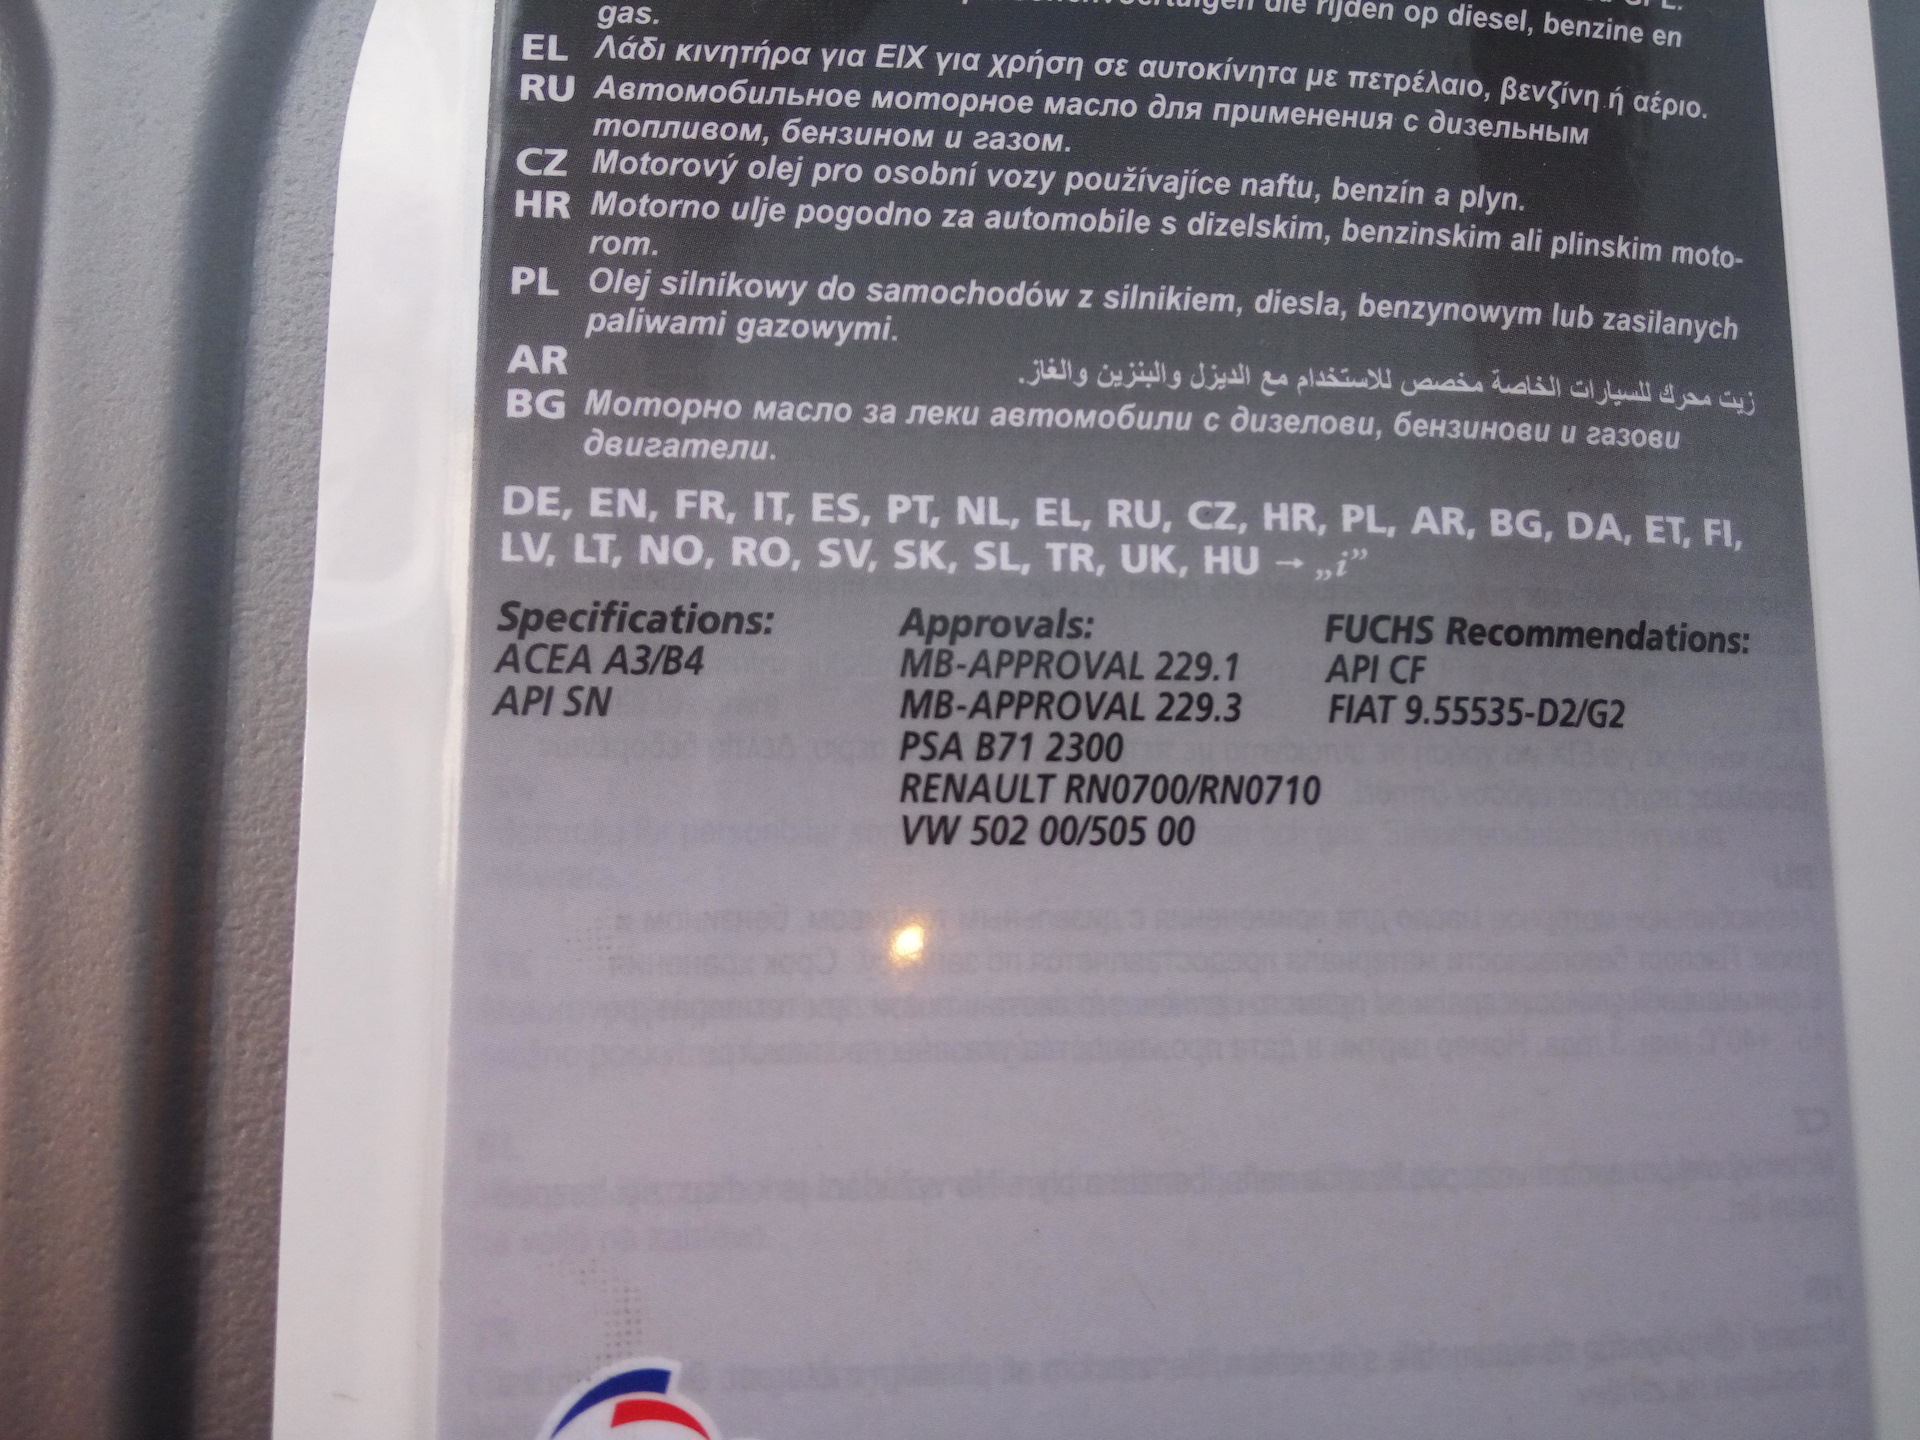 die rijden op diesel, benzine en
gas.
EL Λάδι κινητήρα για ΕΙΧ για χρήση σε αυτοκίνητα με πετρέλαιο, βενζίνη ή αέριο.
RU Автомобильное моторное масло для применения с дизельным
топливом, бензином и газом.
CZ Motorový olej pro osobní vozy používajíce naftu, benzín a plyn.
HR Motorno ulje pogodno za automobile s dizelskim, benzinskim ali plinskim moto-
rom.
PL Olej silnikowy do samochodów z silnikiem, diesla, benzynowym lub zasilanych
paliwami gazowymi.
AR زيت محرك للسيارات الخاصة مخصص للاستخدام مع الديزل والبنزين والغاز.
BG Моторно масло за леки автомобили с дизелови, бензинови и газови
двигатели.
DE, EN, FR, IT, ES, PT, NL, EL, RU, CZ, HR, PL, AR, BG, DA, ET, FI,
LV, LT, NO, RO, SV, SK, SL, TR, UK, HU → „i”
Specifications: Approvals: FUCHS Recommendations:
ACEA A3/B4 MB-APPROVAL 229.1 API CF
API SN MB-APPROVAL 229.3 FIAT 9.55535-D2/G2
PSA B71 2300
RENAULT RN0700/RN0710
VW 502 00/505 00